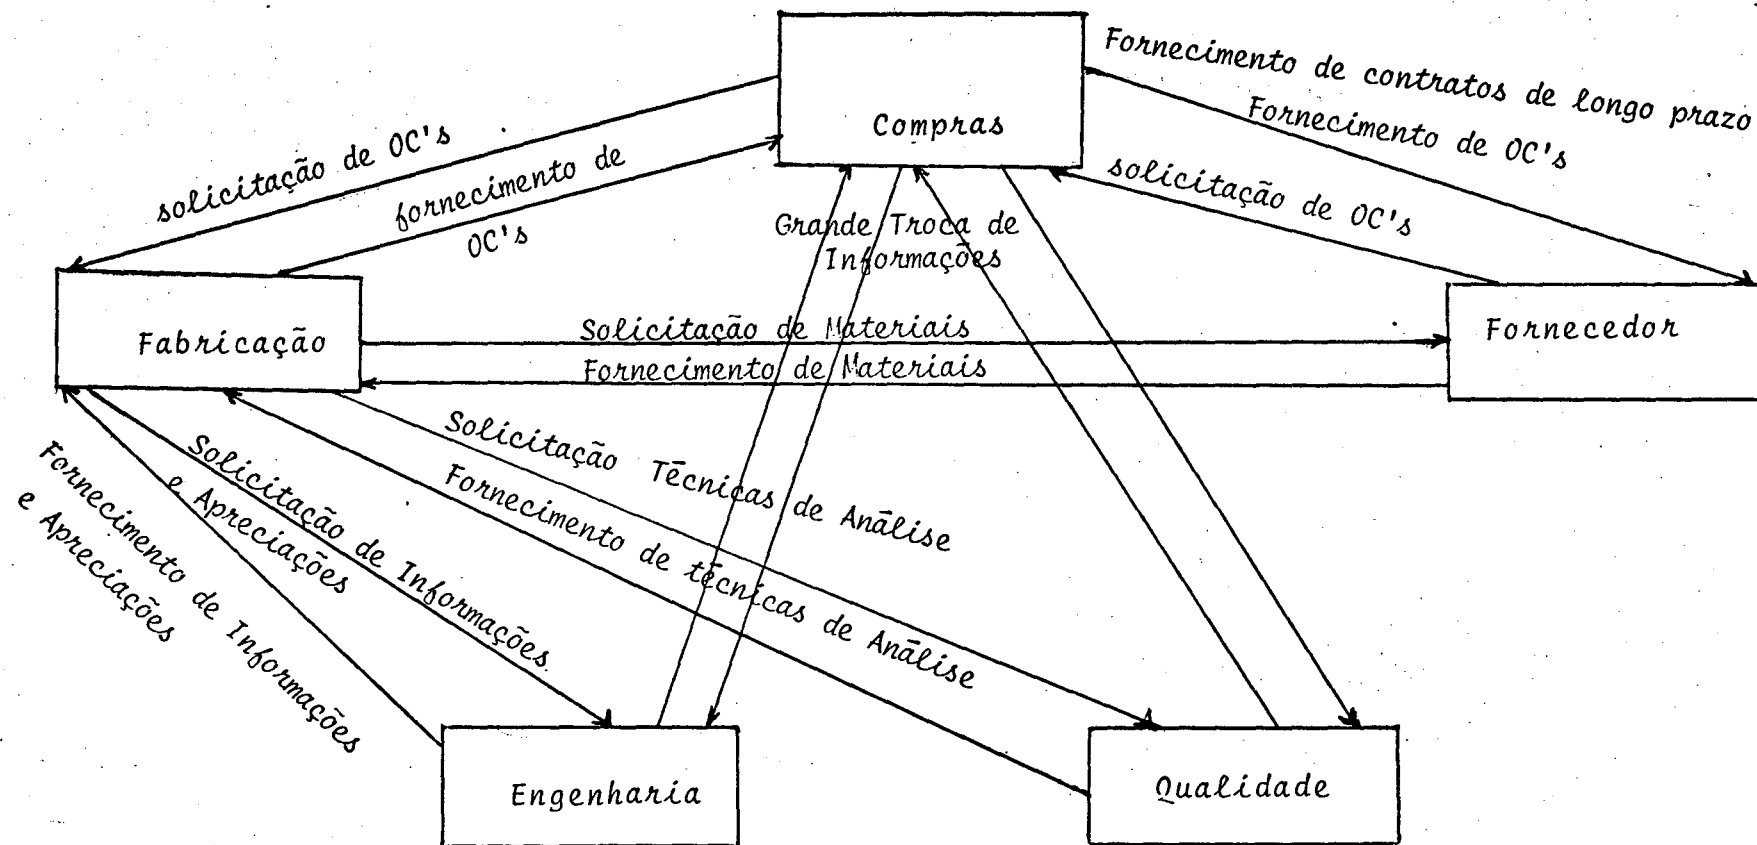 Compras
Fornecimento de contratos de longo prazo
Fornecimento de OC's
solicitação de OC's
solicitação de OC's
fornecimento de
OC's
Grande Troca de
Informações
Fabricação
Solicitação de Materiais
Fornecimento de Materiais
Fornecedor
Solicitação Técnicas de Análise
Fornecimento de técnicas de Análise
Solicitação de Informações
e Apreciações
Fornecimento de Informações
e Apreciações
Engenharia
Qualidade